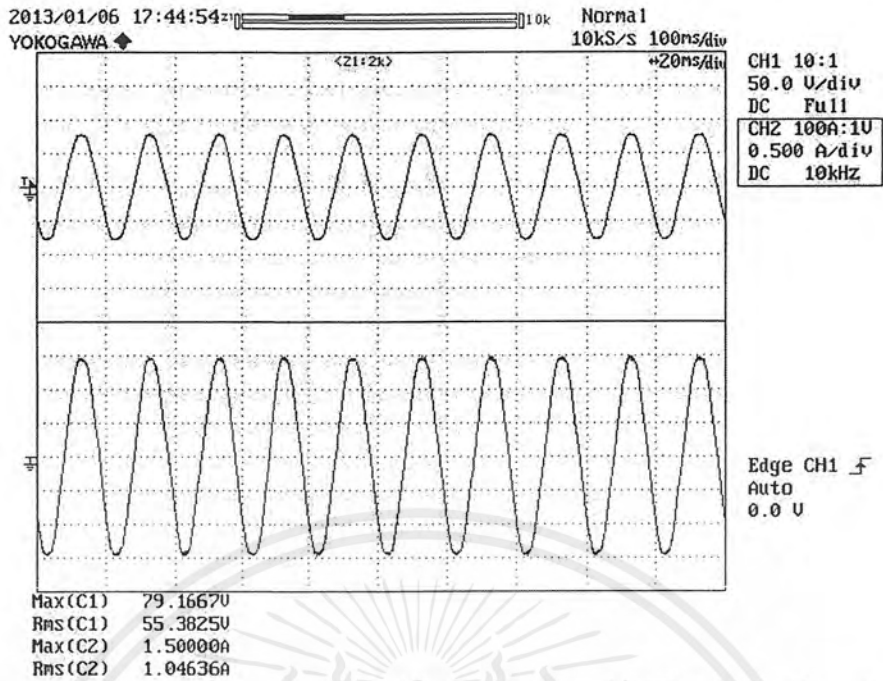 2013/01/06 17:44:54 Z1 10k Normal
YOKOGAWA 10kS/s 100ms/div
<Z1:2k> ↔20ms/div
CH1 10:1
50.0 V/div
DC Full
CH2 100A:1V
0.500 A/div
DC 10kHz
Edge CH1
Auto
0.0 V
Max(C1) 79.1667V
Rms(C1) 55.3825V
Max(C2) 1.50000A
Rms(C2) 1.04636A